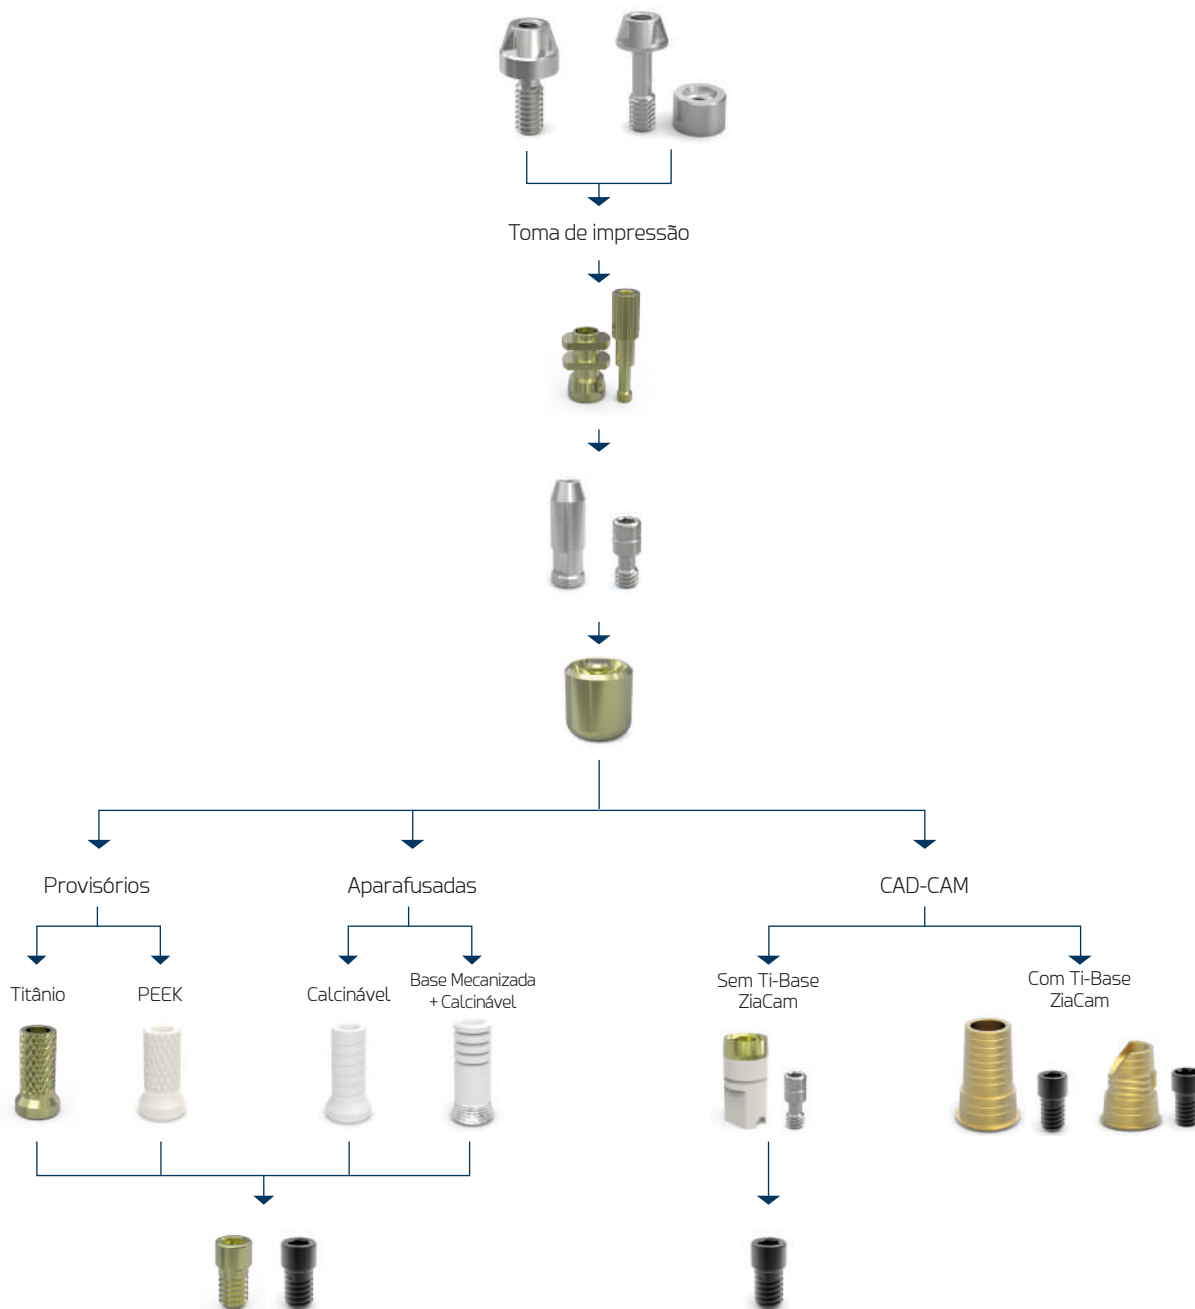 Toma de impressão
Provisórios
Aparafusadas
CAD-CAM
Titânio
PEEK
Calcinável
Base Mecanizada
+ Calcinável
Sem Ti-Base
ZiaCam
Com Ti-Base
ZiaCam